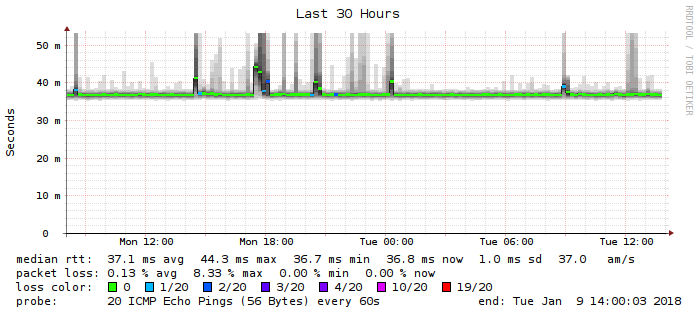 Last 30 Hours
RRDTOOL / TOBI OETIKER
Seconds
50 m
40 m
30 m
20 m
10 m
0
Mon 12:00 Mon 18:00 Tue 00:00 Tue 06:00 Tue 12:00
median rtt: 37.1 ms avg 44.3 ms max 36.7 ms min 36.8 ms now 1.0 ms sd 37.0 am/s
packet loss: 0.13 % avg 8.33 % max 0.00 % min 0.00 % now
loss color: 0 1/20 2/20 3/20 4/20 10/20 19/20
probe: 20 ICMP Echo Pings (56 Bytes) every 60s end: Tue Jan 9 14:00:03 2018